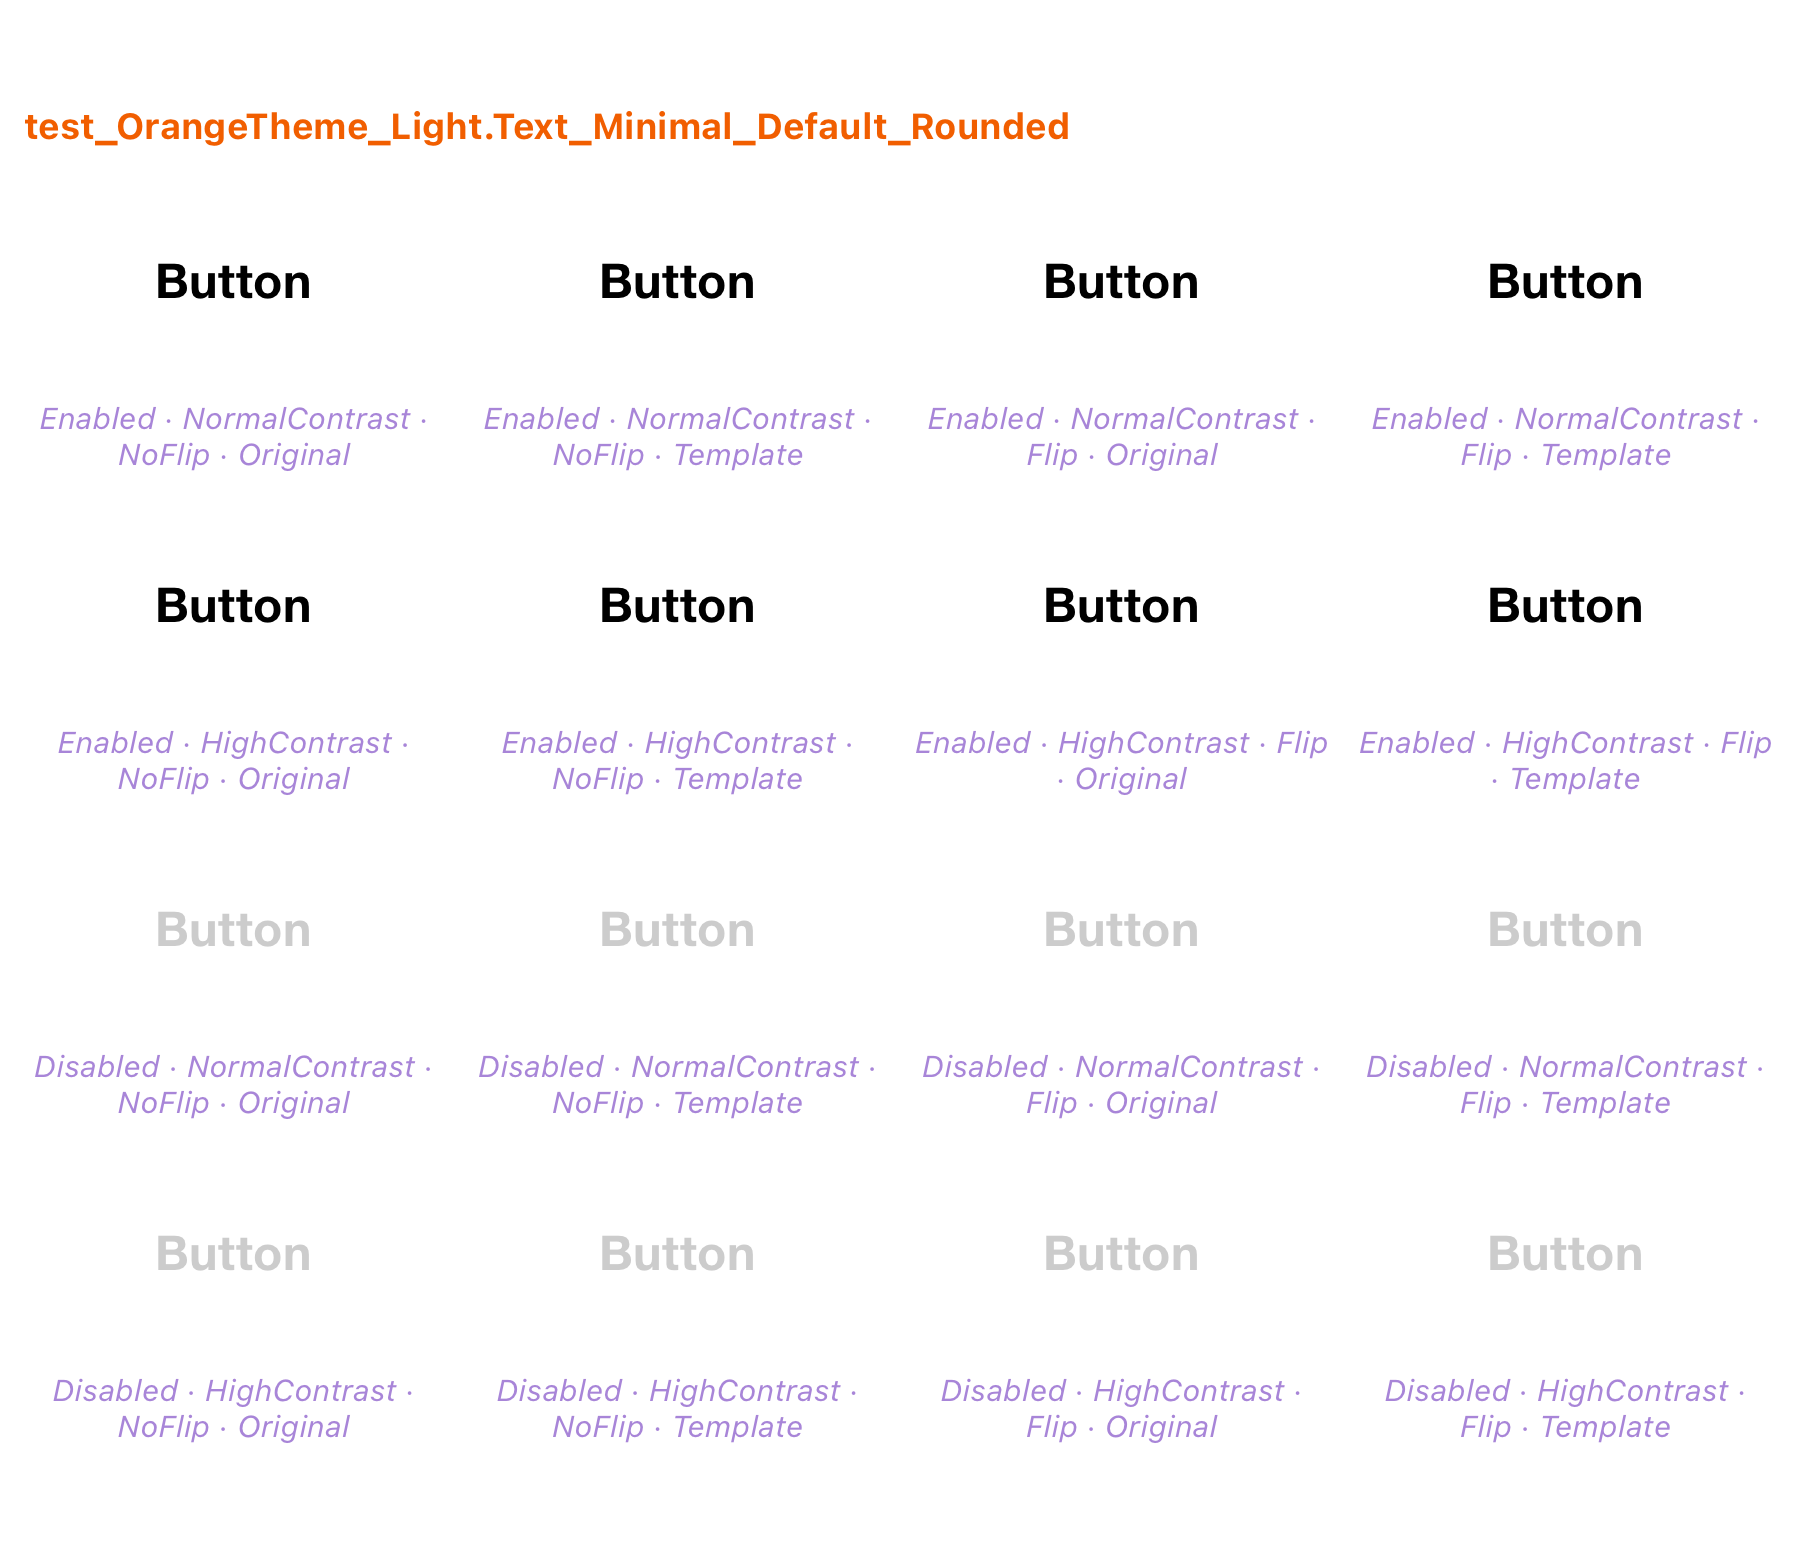 test_OrangeTheme_Light.Text_Minimal_Default_Rounded
Button Button Button Button
Enabled · NormalContrast · Enabled · NormalContrast · Enabled · NormalContrast · Enabled · NormalContrast ·
NoFlip · Original NoFlip · Template Flip · Original Flip · Template
Button Button Button Button
Enabled · HighContrast · Enabled · HighContrast · Enabled · HighContrast · Flip Enabled · HighContrast · Flip
NoFlip · Original NoFlip · Template · Original · Template
Button Button Button Button
Disabled · NormalContrast · Disabled · NormalContrast · Disabled · NormalContrast · Disabled · NormalContrast ·
NoFlip · Original NoFlip · Template Flip · Original Flip · Template
Button Button Button Button
Disabled · HighContrast · Disabled · HighContrast · Disabled · HighContrast · Disabled · HighContrast ·
NoFlip · Original NoFlip · Template Flip · Original Flip · Template